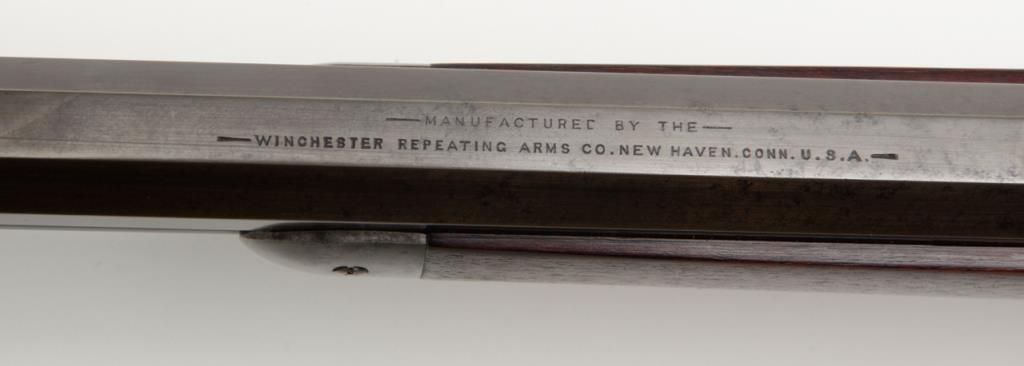 MANUFACTURED BY THE
WINCHESTER REPEATING ARMS CO. NEW HAVEN. CONN. U.S.A.